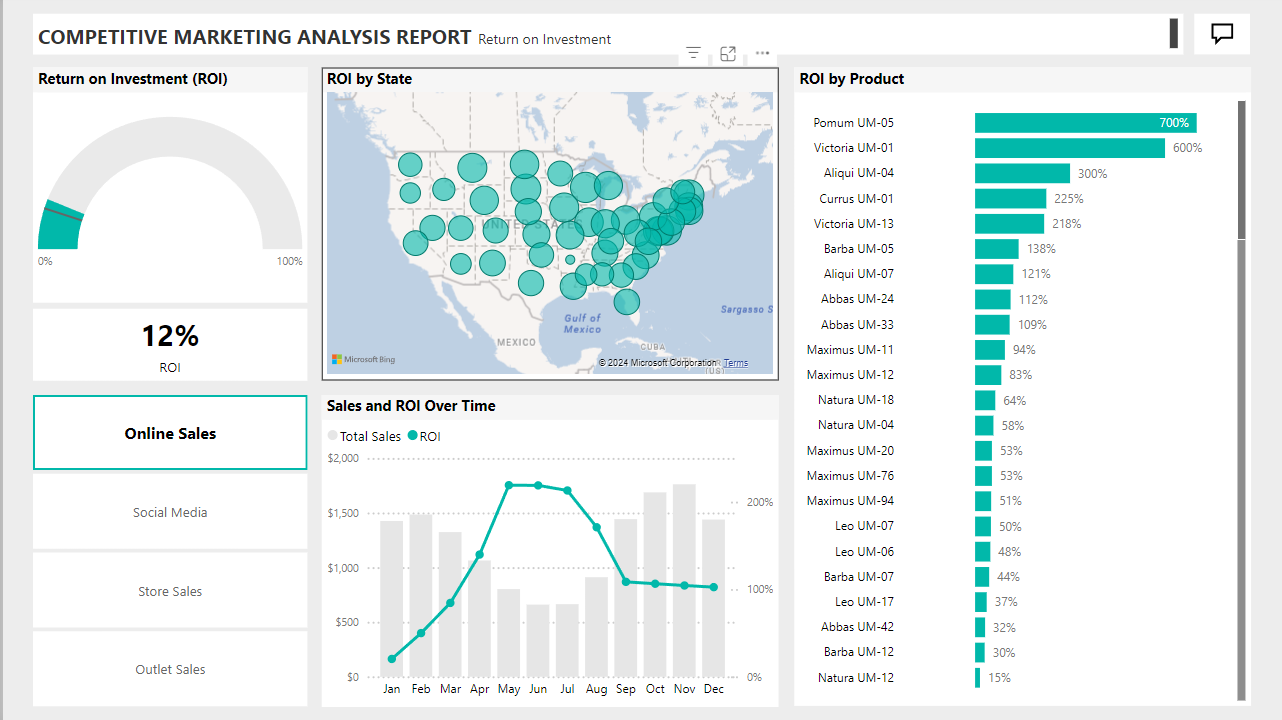 COMPETITIVE MARKETING ANALYSIS REPORT Return on Investment
Return on Investment (ROI)
0%
100%
12%
ROI
Online Sales
Social Media
Store Sales
Outlet Sales
ROI by State
UNITED STATES
Gulf of
Mexico
Sargasso S
MEXICO
CUBA
Microsoft Bing
© 2024 Microsoft Corporation Terms
(US)
Sales and ROI Over Time
Total Sales ROI
$2,000
$1,500
$1,000
$500
$0
200%
100%
0%
Jan Feb Mar Apr May Jun Jul Aug Sep Oct Nov Dec
ROI by Product
Pomum UM-05 700%
Victoria UM-01 600%
Aliqui UM-04 300%
Currus UM-01 225%
Victoria UM-13 218%
Barba UM-05 138%
Aliqui UM-07 121%
Abbas UM-24 112%
Abbas UM-33 109%
Maximus UM-11 94%
Maximus UM-12 83%
Natura UM-18 64%
Natura UM-04 58%
Maximus UM-20 53%
Maximus UM-76 53%
Maximus UM-94 51%
Leo UM-07 50%
Leo UM-06 48%
Barba UM-07 44%
Leo UM-17 37%
Abbas UM-42 32%
Barba UM-12 30%
Natura UM-12 15%